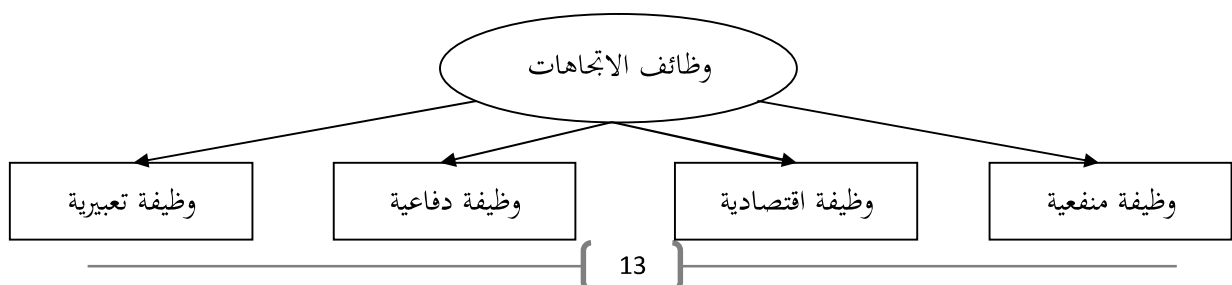 وظائف الاتجاهات
وظيفة منفعية
وظيفة اقتصادية
وظيفة دفاعية
وظيفة تعبيرية
13